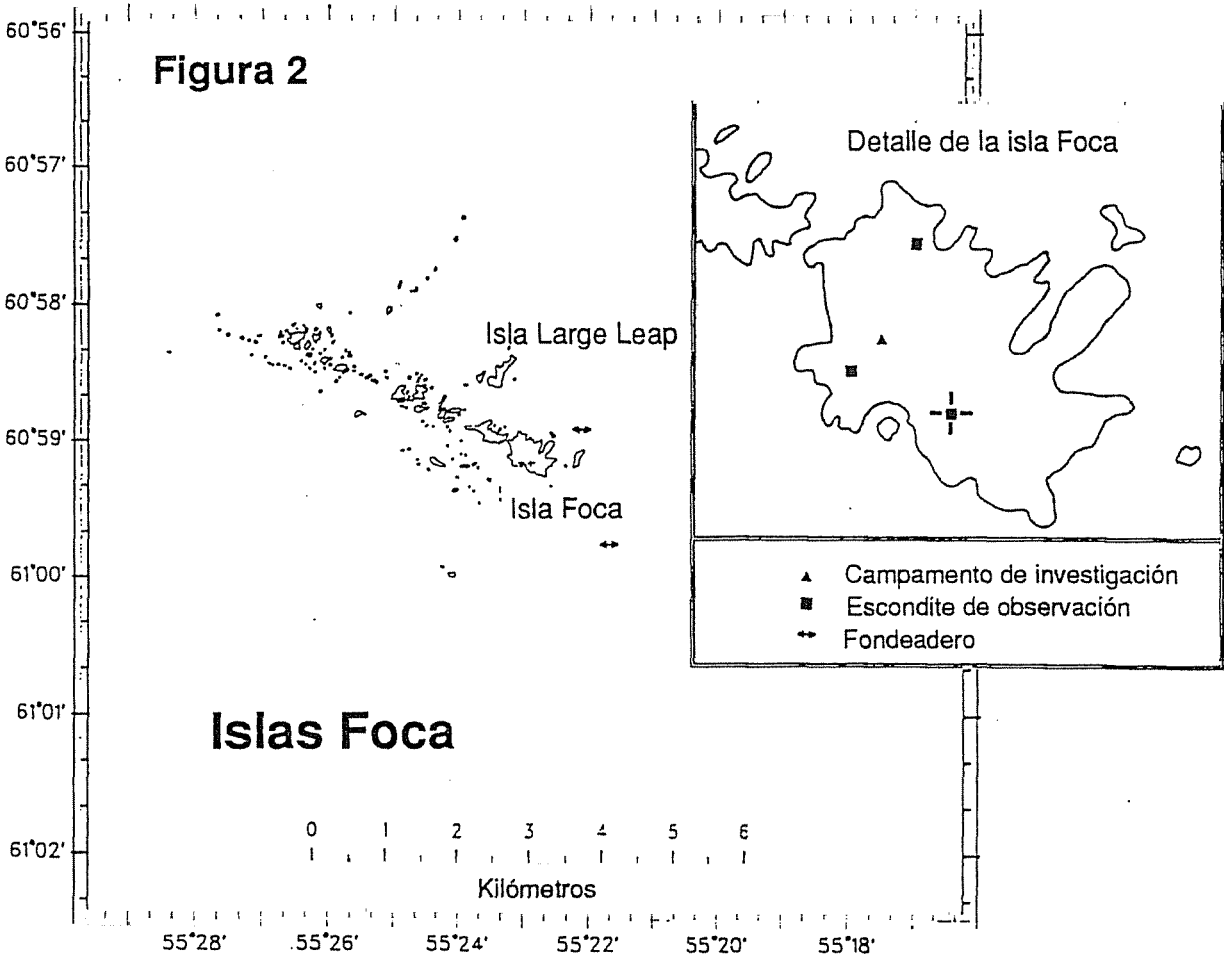 60°56'
Figura 2
60°57'
60°58'
60°59'
61°00'
61°01'
61°02'
Isla Large Leap
Isla Foca
Islas Foca
0 1 2 3 4 5 6
Kilómetros
55°28' 55°26' 55°24' 55°22' 55°20' 55°18'
Detalle de la isla Foca
Campamento de investigación
Escondite de observación
Fondeadero